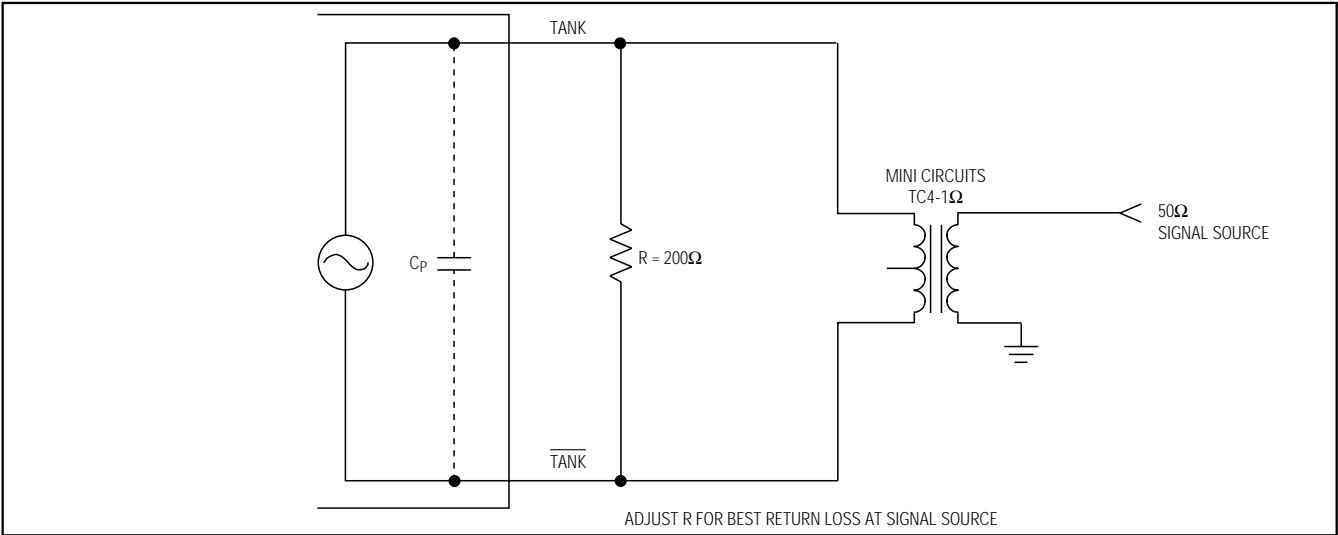 TANK
MINI CIRCUITS
TC4-1Ω
50Ω
SIGNAL SOURCE
CP
R = 200Ω
TANK
ADJUST R FOR BEST RETURN LOSS AT SIGNAL SOURCE